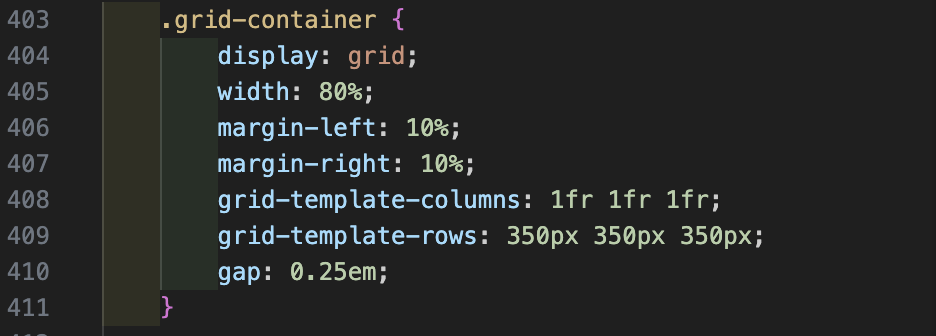 403 .grid-container {
404 display: grid;
405 width: 80%;
406 margin-left: 10%;
407 margin-right: 10%;
408 grid-template-columns: 1fr 1fr 1fr;
409 grid-template-rows: 350px 350px 350px;
410 gap: 0.25em;
411 }